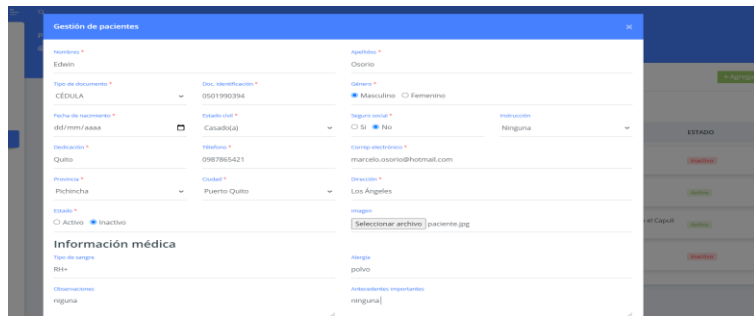 Gestión de pacientes ×
Nombres * Apellidos *
Edwin Osorio
Tipo de documento * Doc. Identificación * Género *
CÉDULA 0501990394 Masculino Femenino
Fecha de nacimiento * Estado civil * Seguro social * Instrucción
dd/mm/aaaa Casado(a) Si No Ninguna
Dedicación * Téléfono * Correp electrónico *
Quito 0987865421 marcelo.osorio@hotmail.com
Provincia * Ciudad * Dirección *
Pichincha Puerto Quito Los Ángeles
Estado * Imagen
Activo Inactivo Seleccionar archivo paciente.jpg
Información médica
Tipo de sangre Alergia
RH+ polvo
Observaciones Antecedentes importantes
niguna ninguna
+ Agrega
ESTADO
Inactivo
Activo
el Capuli Activo
Inactivo